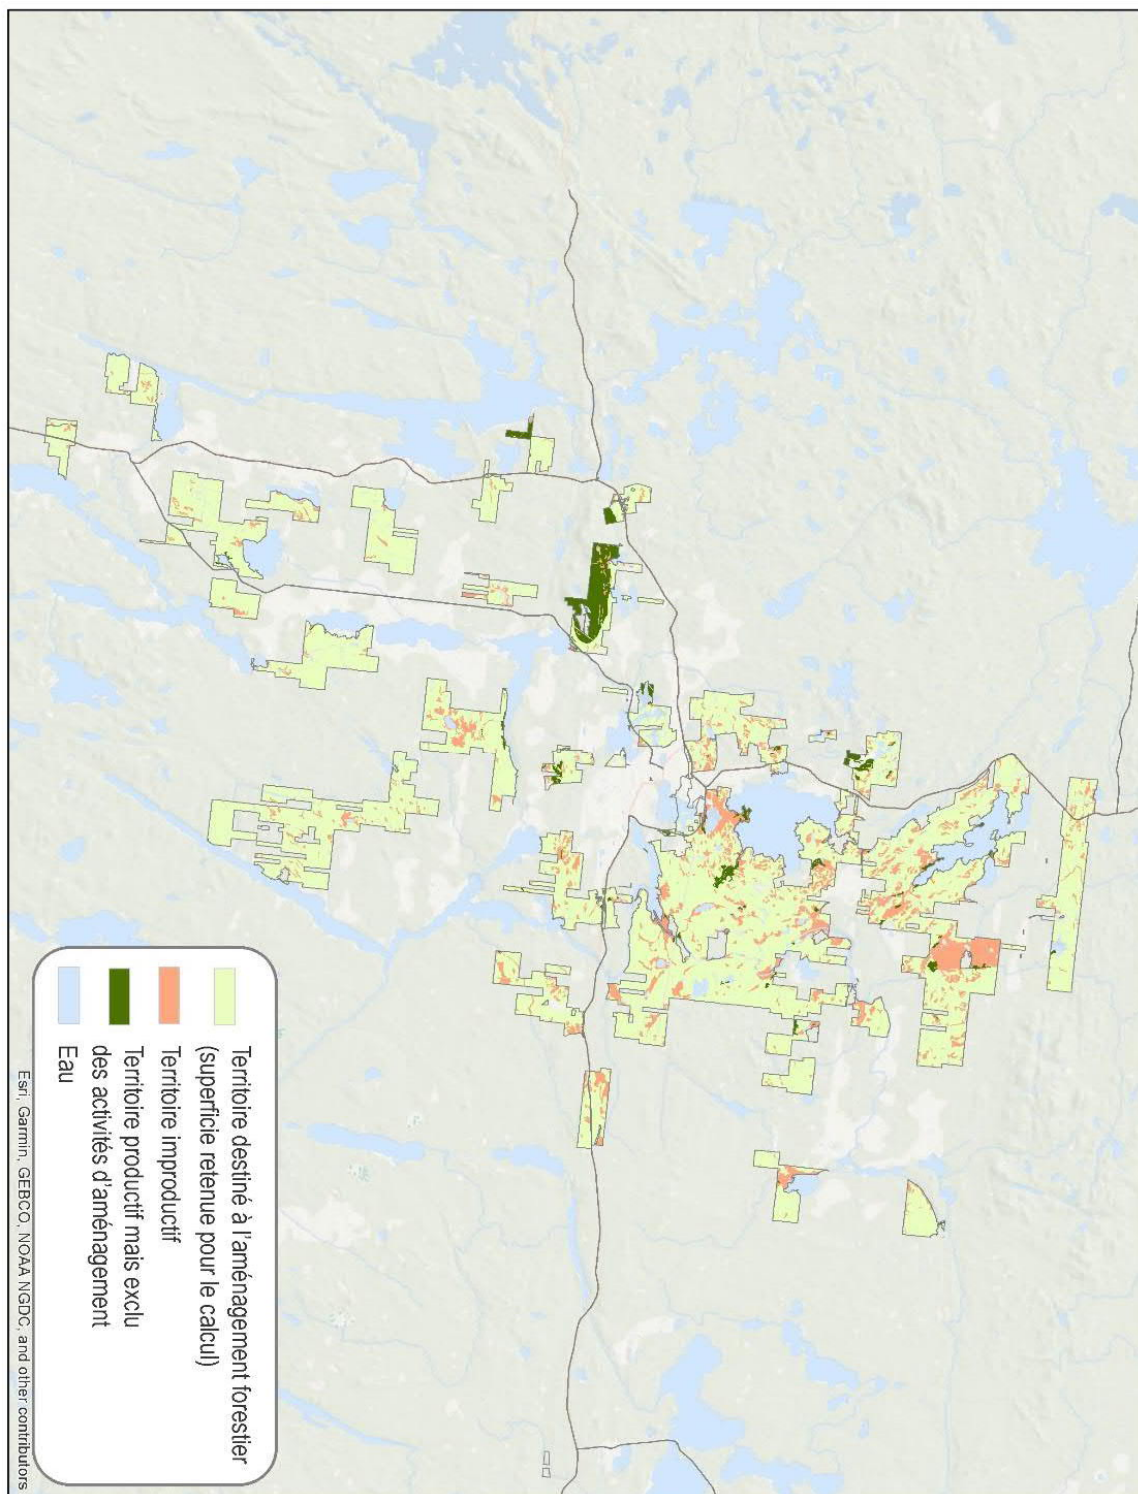 Territoire destiné à l'aménagement forestier
(superficie retenue pour le calcul)
Territoire improductif
Territoire productif mais exclu
des activités d'aménagement
Eau
Esri, Garmin, GEBCO, NOAA NGDC, and other contributors